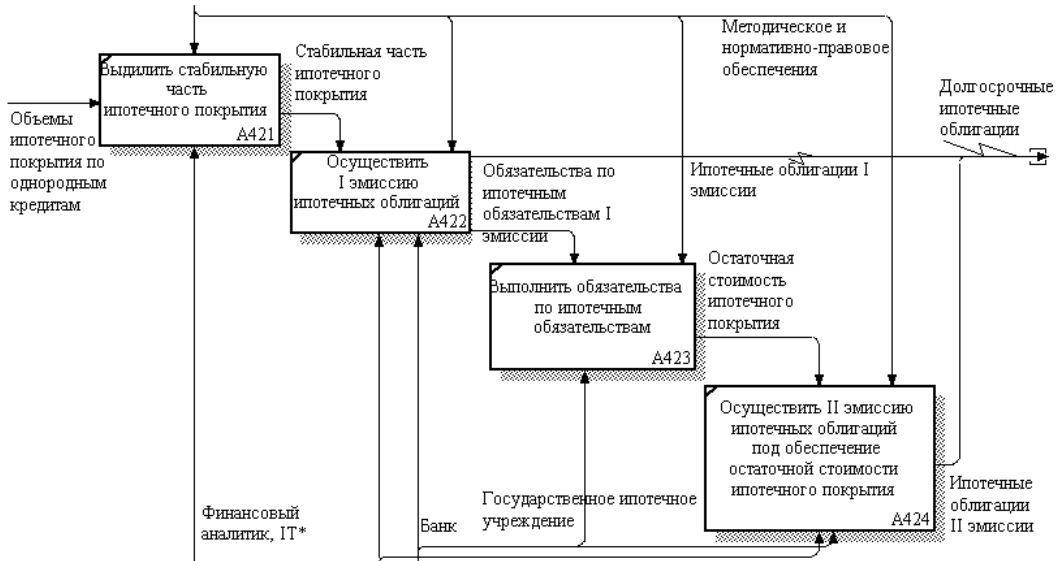 Выдилить стабильную
часть
ипотечного покрытия
A421
Стабильная часть
ипотечного
покрытия
Методическое и
нормативно-правовое
обеспечения
Долгосрочные
ипотечные
облигации
Объемы
ипотечного
покрытия по
однородным
кредитам
Осуществить
I эмиссию
ипотечных облигаций
A422
Обязательства по
ипотечным
обязательствам I
эмиссии
Ипотечные облигации I
эмиссии
Выполнить обязательства
по ипотечным
обязательствам
A423
Остаточная
стоимость
ипотечного
покрытия
Осуществить II эмиссию
ипотечных облигаций
под обеспечение
остаточной стоимости
ипотечного покрытия
A424
Ипотечные
облигации
II эмиссии
Финансовый
аналитик, IT*
Банк
Государственное ипотечное
учреждение